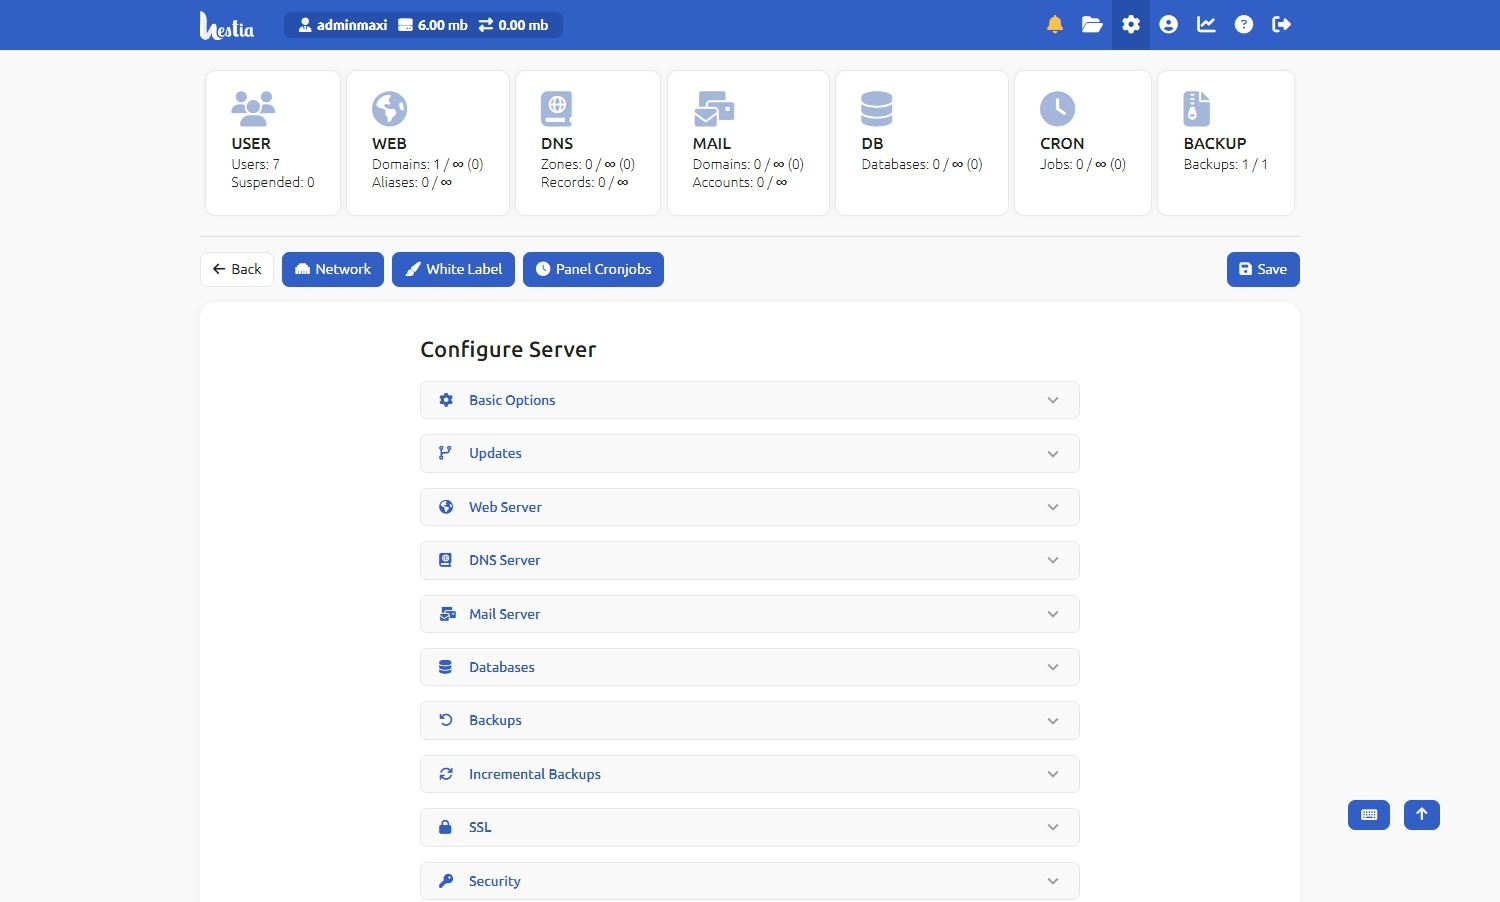 hestia
adminmaxi 6.00 mb 0.00 mb
USER
Users: 7
Suspended: 0
WEB
Domains: 1 / ∞ (0)
Aliases: 0 / ∞
DNS
Zones: 0 / ∞ (0)
Records: 0 / ∞
MAIL
Domains: 0 / ∞ (0)
Accounts: 0 / ∞
DB
Databases: 0 / ∞ (0)
CRON
Jobs: 0 / ∞ (0)
BACKUP
Backups: 1 / 1
Back Network White Label Panel Cronjobs Save
Configure Server
Basic Options
Updates
Web Server
DNS Server
Mail Server
Databases
Backups
Incremental Backups
SSL
Security